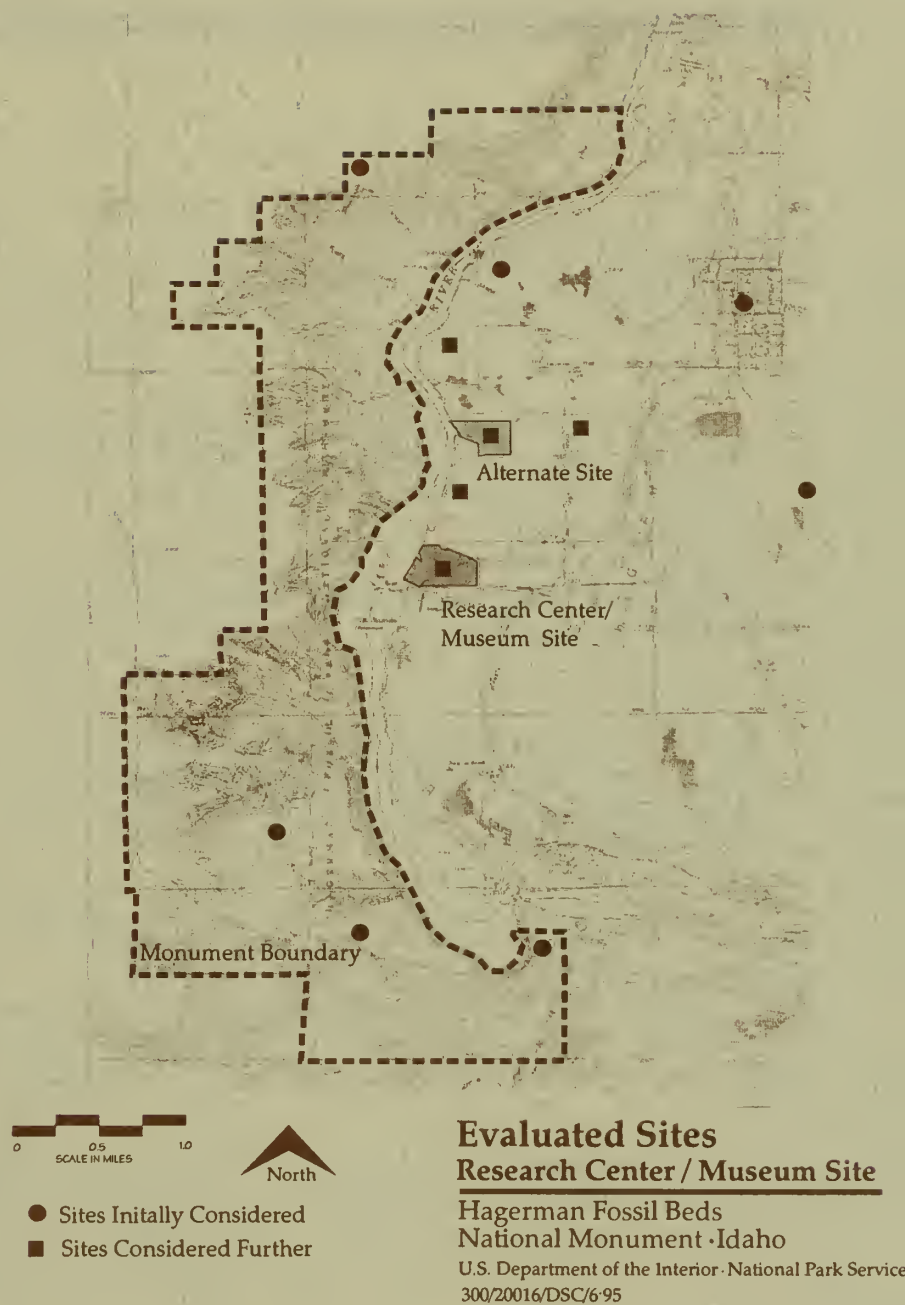 RIVER
Alternate Site
Research Center/
Museum Site
Monument Boundary
0 0.5 1.0
SCALE IN MILES
North
Sites Initally Considered
Sites Considered Further
Evaluated Sites
Research Center / Museum Site
Hagerman Fossil Beds
National Monument · Idaho
U.S. Department of the Interior · National Park Service
300/20016/DSC/6·95